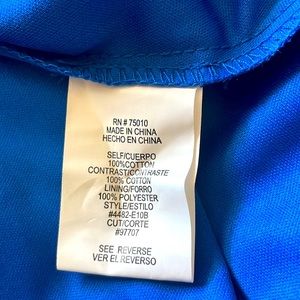 RN # 75010
MADE IN CHINA
HECHO EN CHINA
SELF/CUERPO
100%COTTON
CONTRAST/CONTRASTE
100% COTTON
LINING/FORRO
100% POLYESTER
STYLE/ESTILO
#4482-E10B
CUT/CORTE
#97707
SEE REVERSE
VER EL REVERSO